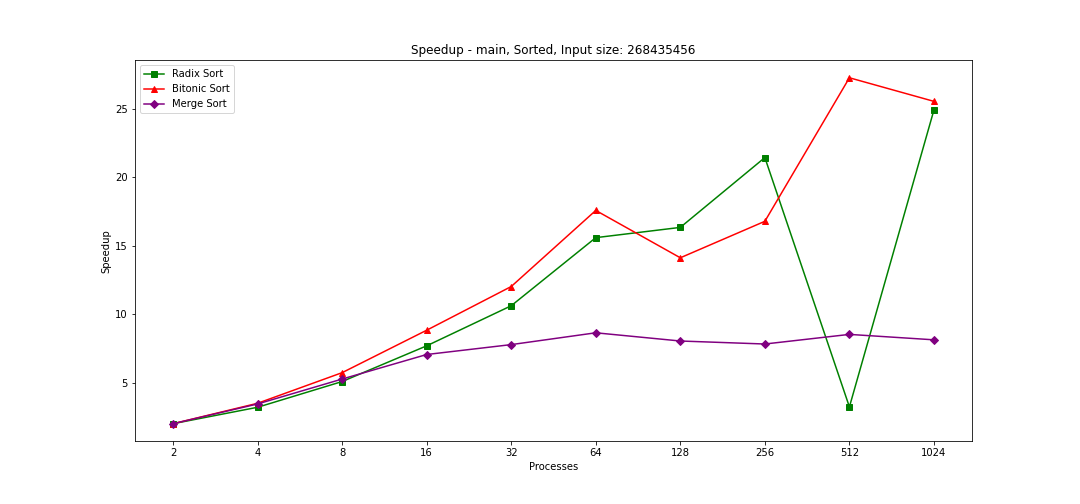 Speedup - main, Sorted, Input size: 268435456
Radix Sort
Bitonic Sort
Merge Sort
Speedup
25
20
15
10
5
2 4 8 16 32 64 128 256 512 1024
Processes